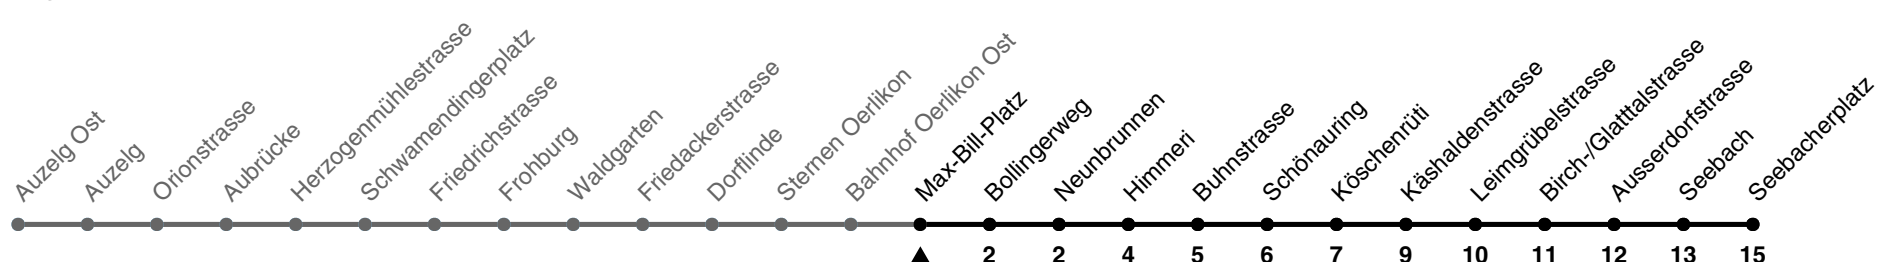 Auzelg Ost
Auzelg
Orionstrasse
Aubrücke
Herzogenmühlestrasse
Schwamendingerplatz
Friedrichstrasse
Frohburg
Waldgarten
Friedackerstrasse
Dorflinde
Sternen Oerlikon
Bahnhof Oerlikon Ost
Max-Bill-Platz
Bollingerweg
Neunbrunnen
Himmeri
Buhnstrasse
Schönauring
Köschenrüti
Käshaldenstrasse
Leimgrübelstrasse
Birch-/Glatttalstrasse
Ausserdorfstrasse
Seebach
Seebacherplatz
2 2 4 5 6 7 9 10 11 12 13 15